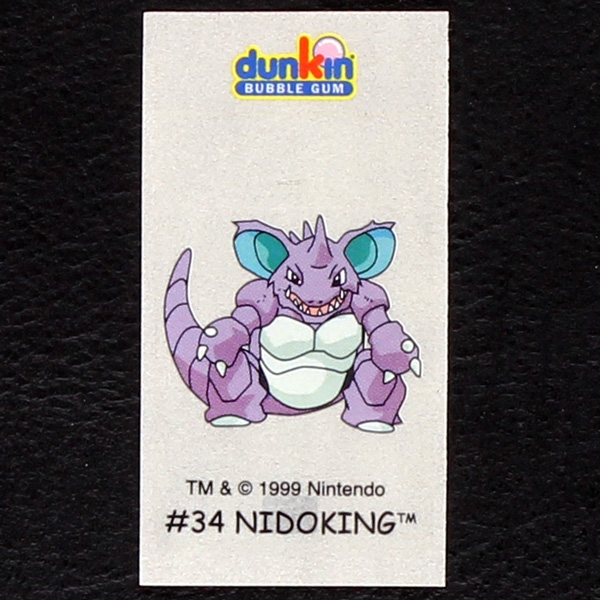 dunkin
BUBBLE GUM
TM & © 1999 Nintendo
#34 NIDOKING™